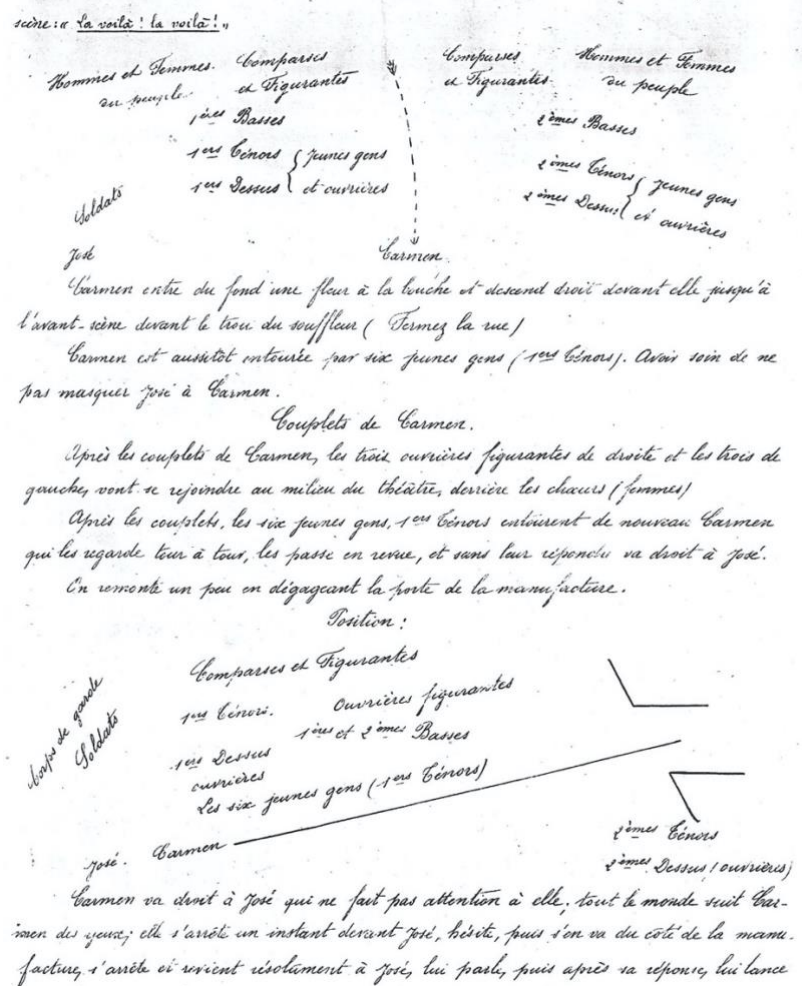 scène: « La voilà ! la voilà ! »
Hommes et Femmes du peuple
Comparses et Figurantes
Comparses et Figurantes
Hommes et Femmes du peuple
1ères Basses
2èmes Basses
1ers Ténors
1ers Dessus
Jeunes gens et ouvrières
2èmes Ténors
2èmes Dessus
Jeunes gens et ouvrières
Soldats
José
Carmen
Carmen entre du fond une fleur à la bouche et descend droit devant elle jusqu'à
l'avant-scène devant le trou du souffleur (Fermez la rue)
Carmen est aussitôt entourée par six jeunes gens (1ers Ténors). Avoir soin de ne
pas masquer José à Carmen.
Couplets de Carmen.
Après les couplets de Carmen, les trois ouvrières figurantes de droite et les trois de
gauche, vont se rejoindre au milieu du théâtre, derrière les chœurs (femmes)
Après les couplets, les six jeunes gens, 1ers Ténors entourent de nouveau Carmen
qui les regarde tour à tour, les passe en revue, et sans leur répondre va droit à José.
On remonte un peu en dégageant la porte de la manufacture.
Position :
Corps de garde
Soldats
Comparses et Figurantes
1ers Ténors.
Ouvrières figurantes
1ères et 2èmes Basses
1ers Dessus
ouvrières
Les six jeunes gens (1ers Ténors)
José. Carmen
2èmes Ténors
2èmes Dessus (ouvrières)
Carmen va droit à José qui ne fait pas attention à elle; tout le monde suit Car-
men des yeux; elle s'arrête un instant devant José, hésite, puis s'en va du côté de la manu-
facture, s'arrête et revient résolument à José, lui parle, puis après sa réponse, lui lance